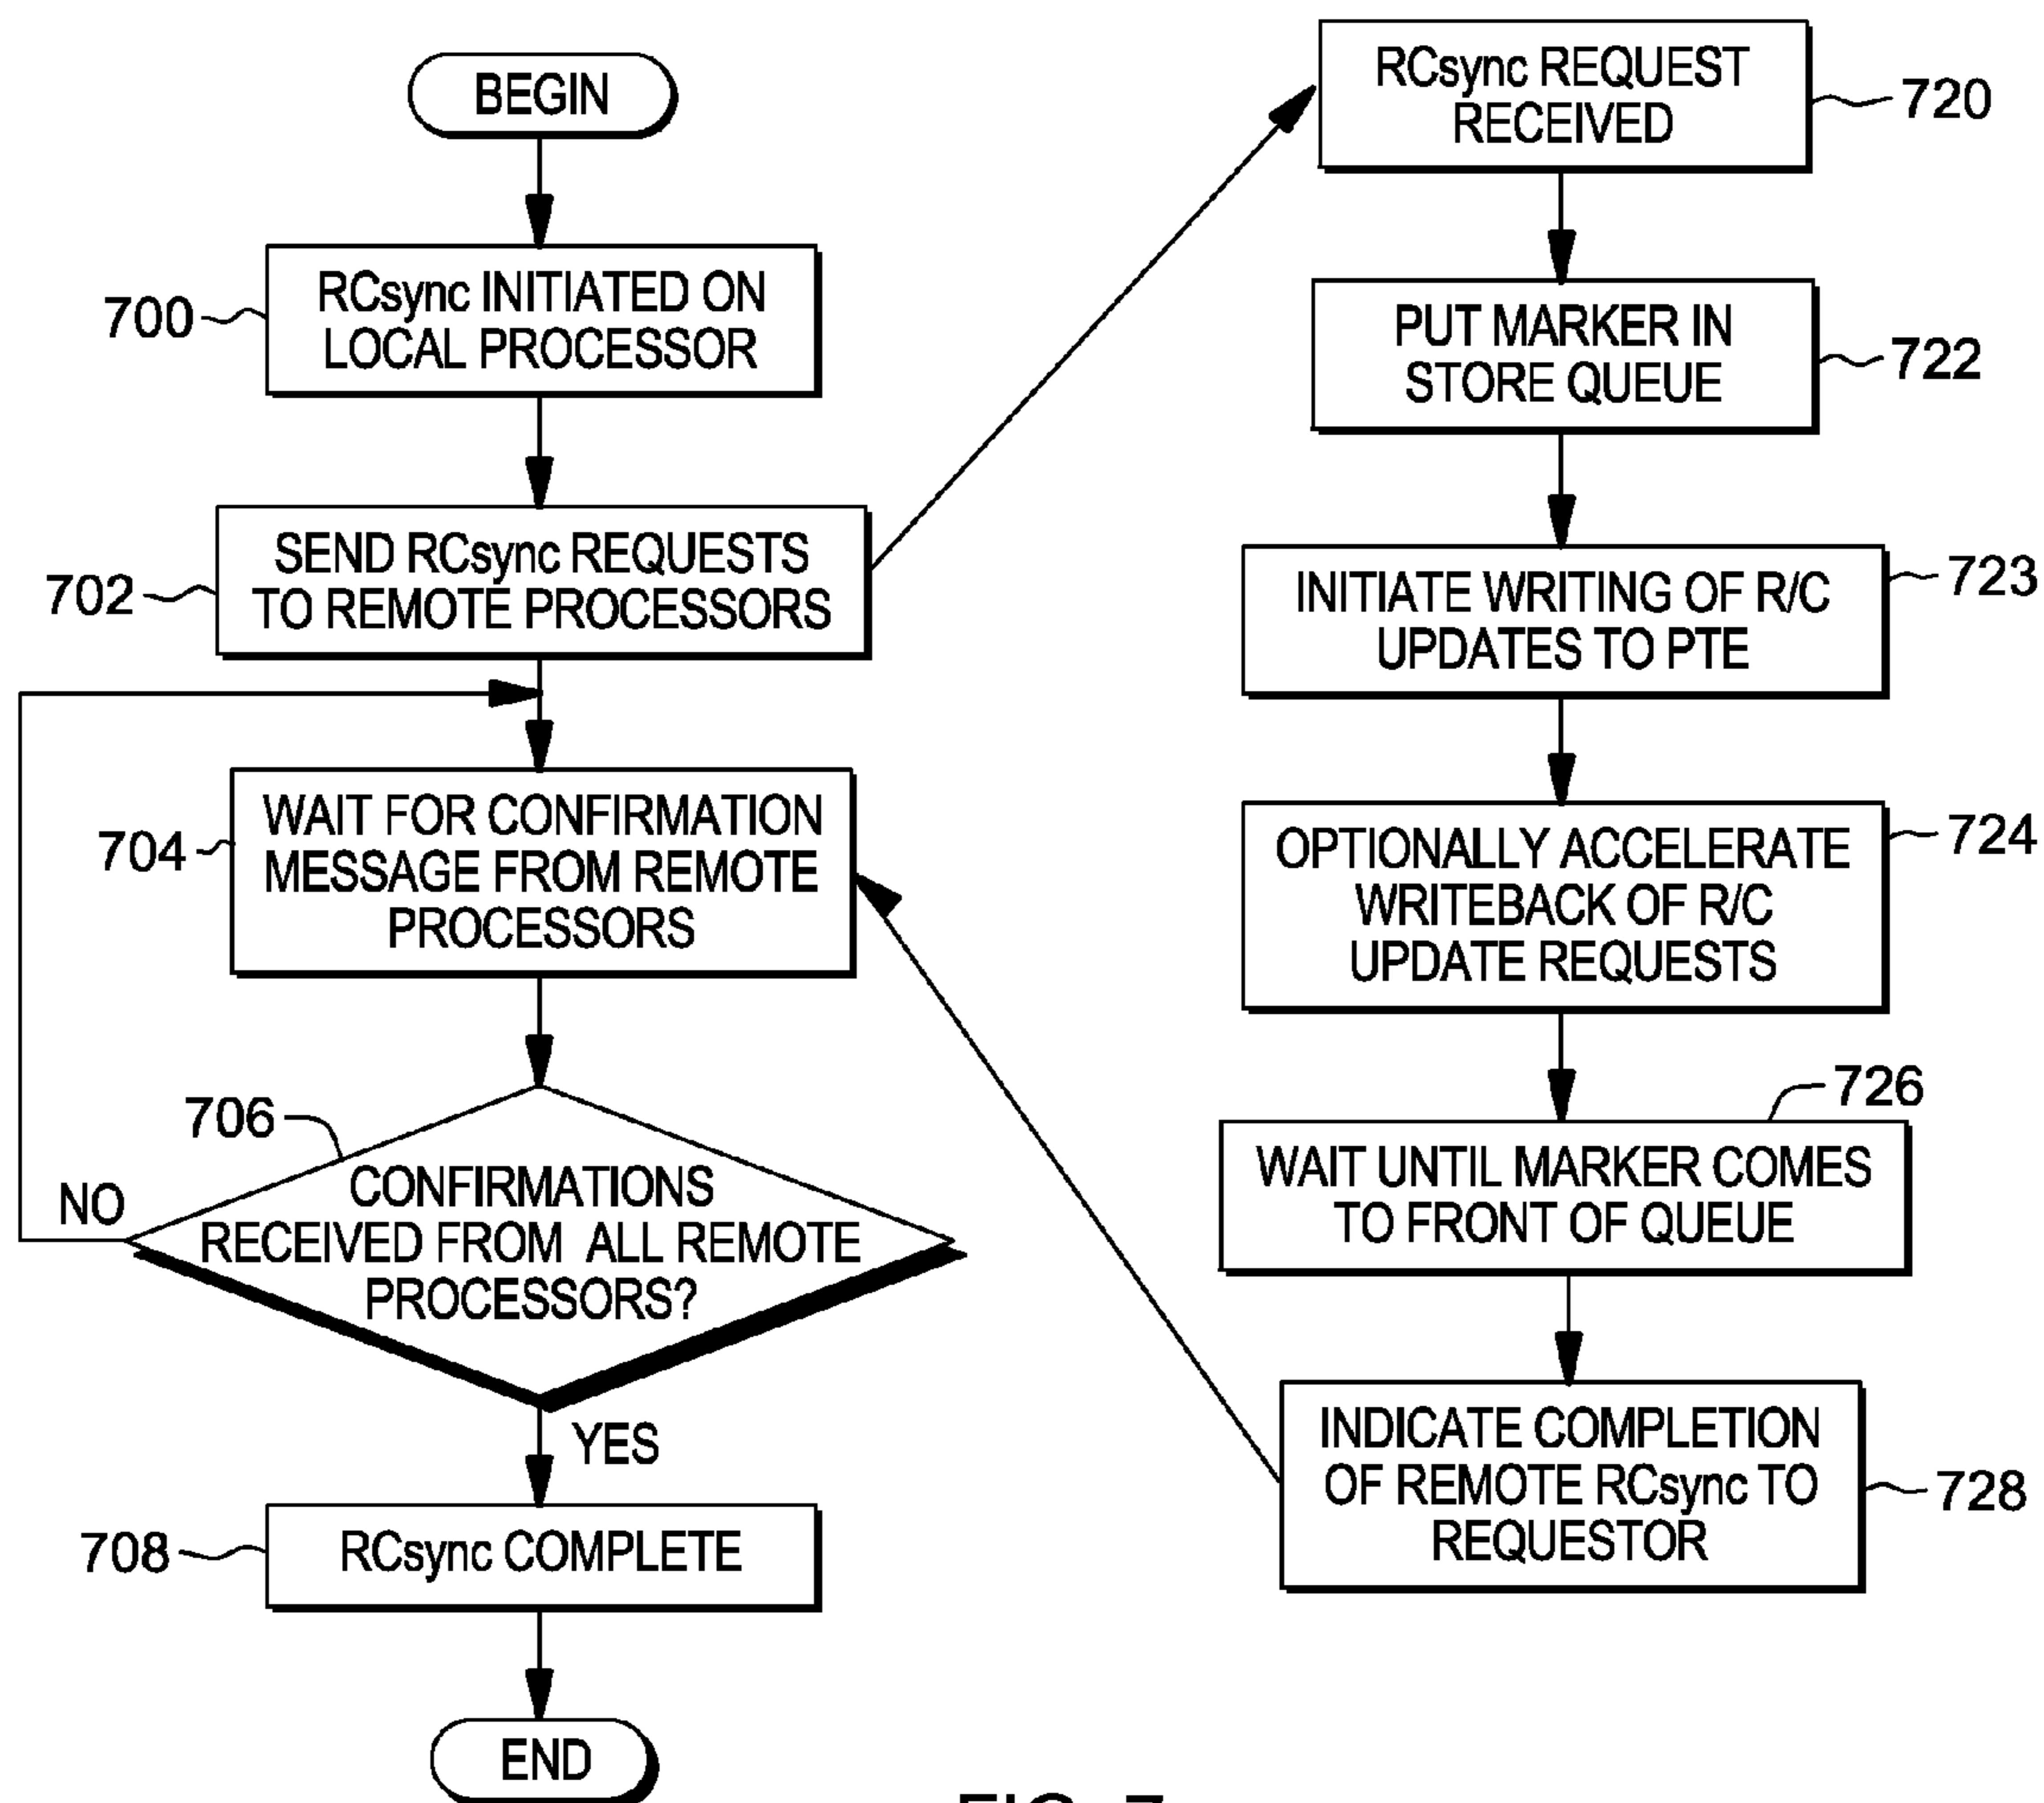 BEGIN
700
RCsync INITIATED ON
LOCAL PROCESSOR
702
SEND RCsync REQUESTS
TO REMOTE PROCESSORS
704
WAIT FOR CONFIRMATION
MESSAGE FROM REMOTE
PROCESSORS
706
CONFIRMATIONS
RECEIVED FROM ALL REMOTE
PROCESSORS?
NO
YES
708
RCsync COMPLETE
END
RCsync REQUEST
RECEIVED
720
PUT MARKER IN
STORE QUEUE
722
INITIATE WRITING OF R/C
UPDATES TO PTE
723
OPTIONALLY ACCELERATE
WRITEBACK OF R/C
UPDATE REQUESTS
724
726
WAIT UNTIL MARKER COMES
TO FRONT OF QUEUE
INDICATE COMPLETION
OF REMOTE RCsync TO
REQUESTOR
728